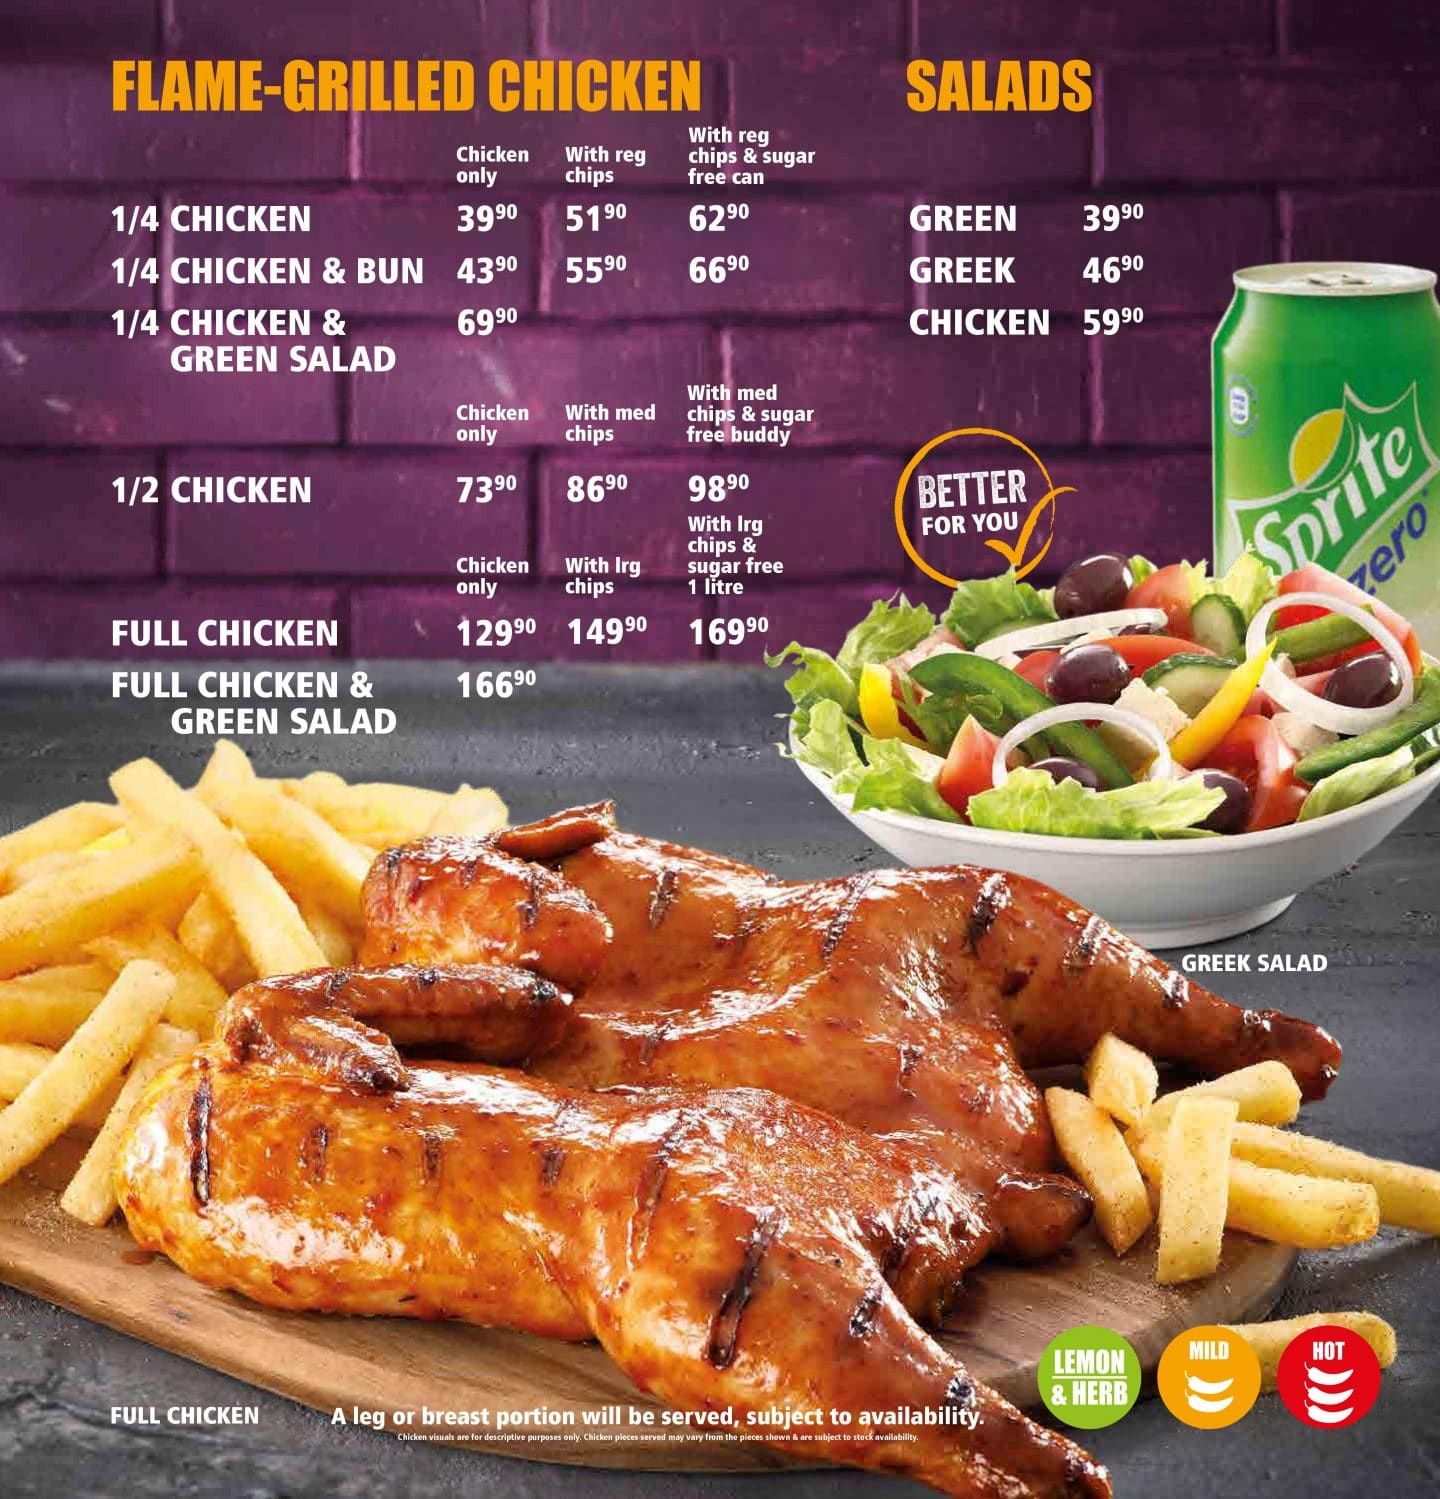 FLAME-GRILLED CHICKEN
Chicken only With reg chips With reg chips & sugar free can
1/4 CHICKEN 39⁹⁰ 51⁹⁰ 62⁹⁰
1/4 CHICKEN & BUN 43⁹⁰ 55⁹⁰ 66⁹⁰
1/4 CHICKEN & 69⁹⁰
GREEN SALAD
Chicken only With med chips With med chips & sugar free buddy
1/2 CHICKEN 73⁹⁰ 86⁹⁰ 98⁹⁰
Chicken only With lrg chips With lrg chips & sugar free 1 litre
FULL CHICKEN 129⁹⁰ 149⁹⁰ 169⁹⁰
FULL CHICKEN & 166⁹⁰
GREEN SALAD
SALADS
GREEN 39⁹⁰
GREEK 46⁹⁰
CHICKEN 59⁹⁰
BETTER
FOR YOU
Sprite
zero
GREEK SALAD
LEMON
& HERB
MILD
HOT
FULL CHICKEN
A leg or breast portion will be served, subject to availability.
Chicken visuals are for descriptive purposes only. Chicken pieces served may vary from the pieces shown & are subject to stock availability.